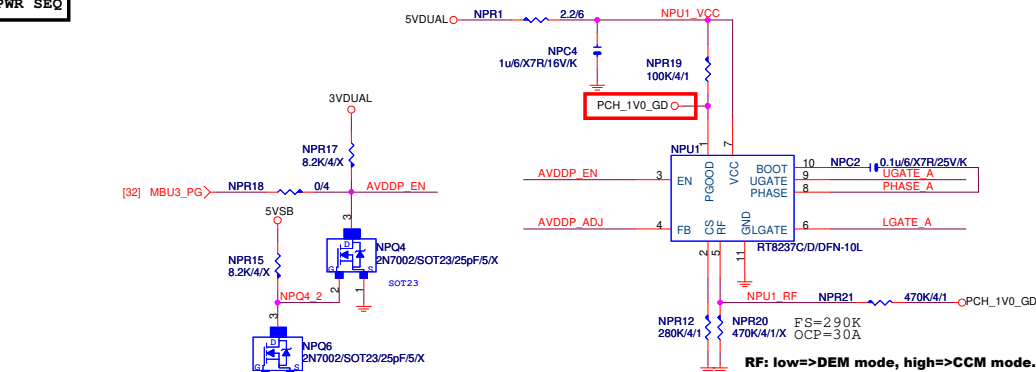 PWR SEQ
5VDUAL NPR1 2.2/6 NPU1_VCC
NPC4
1u/6/X7R/16V/K
NPR19
100K/4/1
PCH_1V0_GD
3VDUAL
NPR17
8.2K/4/X
[32] MBU3_PG NPR18 0/4 AVDDP_EN
5VSB
NPR15
8.2K/4/X
3
D
G
S
NPQ4
2N7002/SOT23/25pF/5/X
SOT23
2
1
NPQ4_2
3
D
G
S
NPQ6
2N7002/SOT23/25pF/5/X
NPU1
1
7
PGOOD
VCC
AVDDP_EN 3 EN
AVDDP_ADJ 4 FB
BOOT 10 NPC2 0.1u/6/X7R/25V/K
UGATE 9 UGATE_A
PHASE 8 PHASE_A
LGATE 6 LGATE_A
CS
RF
GND
2
5
11
RT8237C/D/DFN-10L
NPU1_RF NPR21 470K/4/1 PCH_1V0_GD
NPR12
280K/4/1
NPR20
470K/4/1/X
FS=290K
OCP=30A
RF: low=>DEM mode, high=>CCM mode.